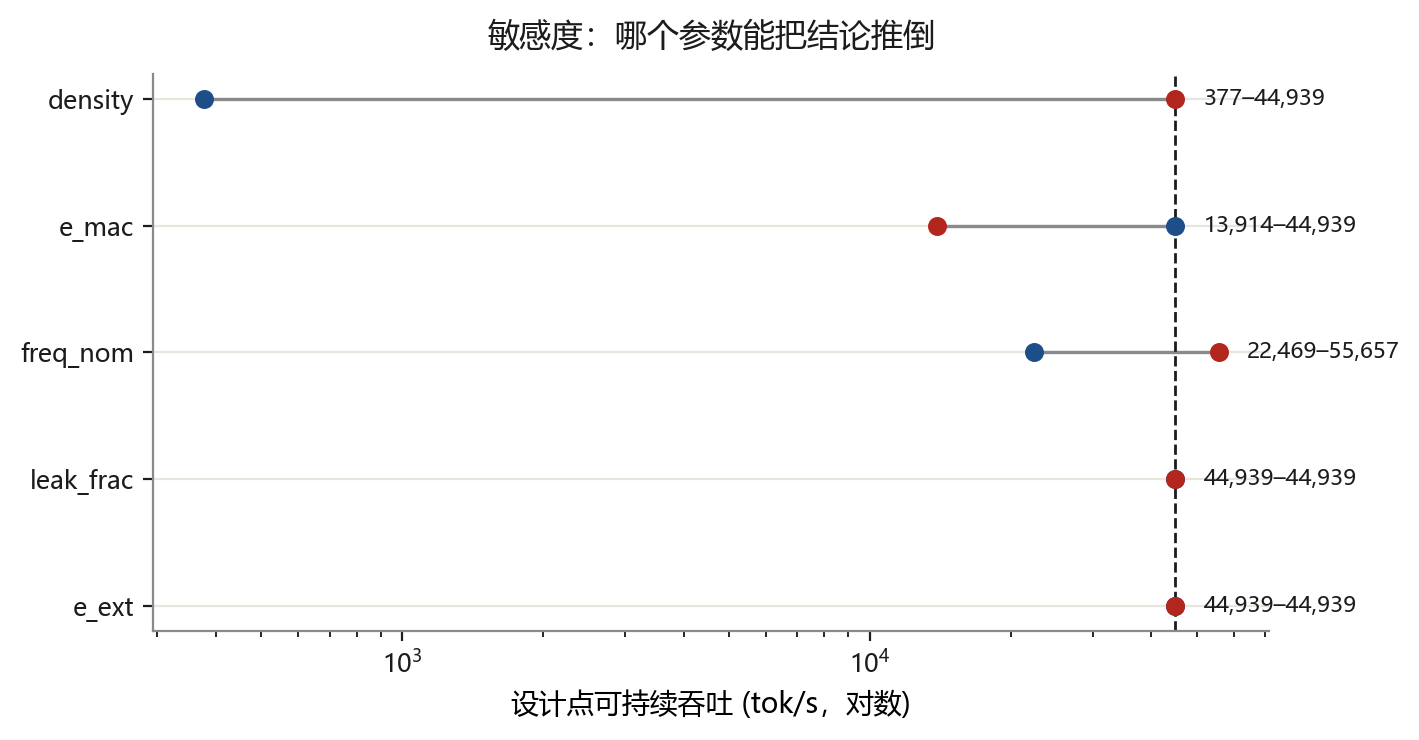 敏感度：哪个参数能把结论推倒
density
377–44,939
e_mac
13,914–44,939
freq_nom
22,469–55,657
leak_frac
44,939–44,939
e_ext
44,939–44,939
10³
10⁴
设计点可持续吞吐 (tok/s，对数)